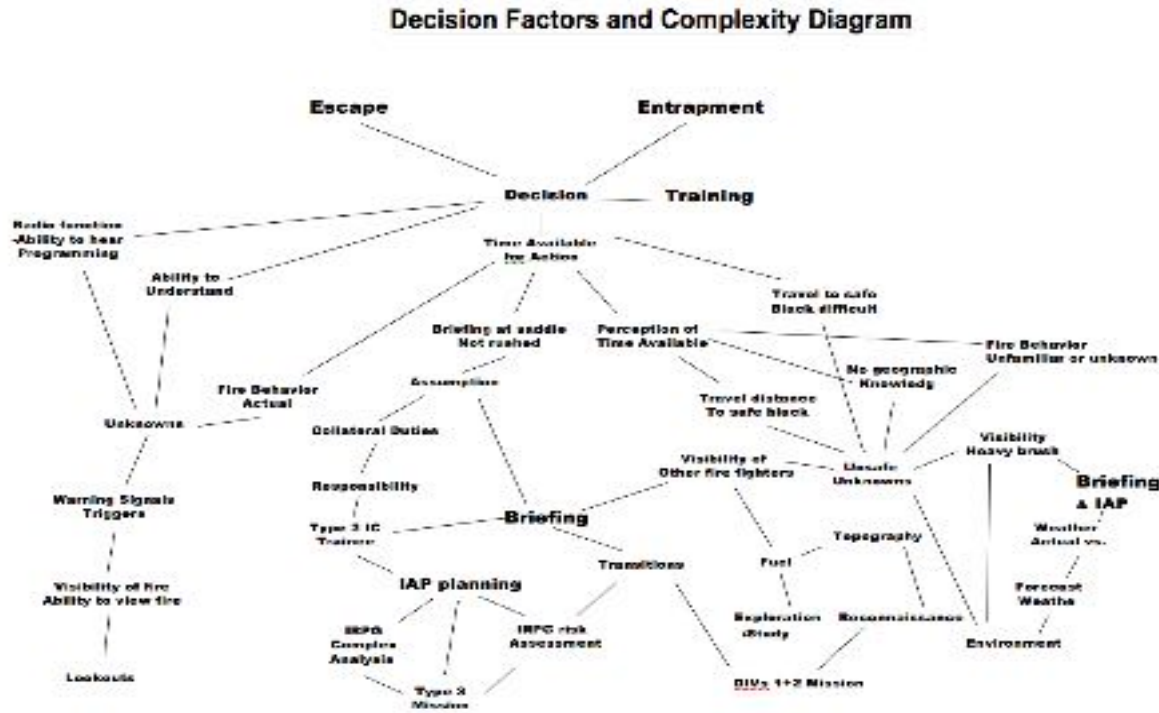 Decision Factors and Complexity Diagram
Escape
Entrapment
Decision
Training
Radio function
-Ability to hear
Programming
Time Available
for Action
Ability to
Understand
Travel to safe
Black difficult
Briefing at saddle
Not rushed
Perception of
Time Available
Fire Behavior
Unfamiliar or unknown
No geographic
Knowledg
Assumption
Fire Behavior
Actual
Travel distance
To safe black
Unknowns
Collateral Duties
Visibility
Heavy brush
Visibility of
Other fire fighters
Unsafe
Unknowns
Briefing
& IAP
Responsibility
Warning Signals
Triggers
Briefing
Type 3 IC
Trainee
Topography
Weather
Actual vs.
Transitions
Fuel
IAP planning
Visibility of fire
Ability to view fire
Forecast
Weathe
Exploration
Study
Reconnaissance
IRPG
Complex
Analysis
IRPG risk
Assessment
Environment
Lookouts
DIVs 1+2 Mission
Type 3
Mission